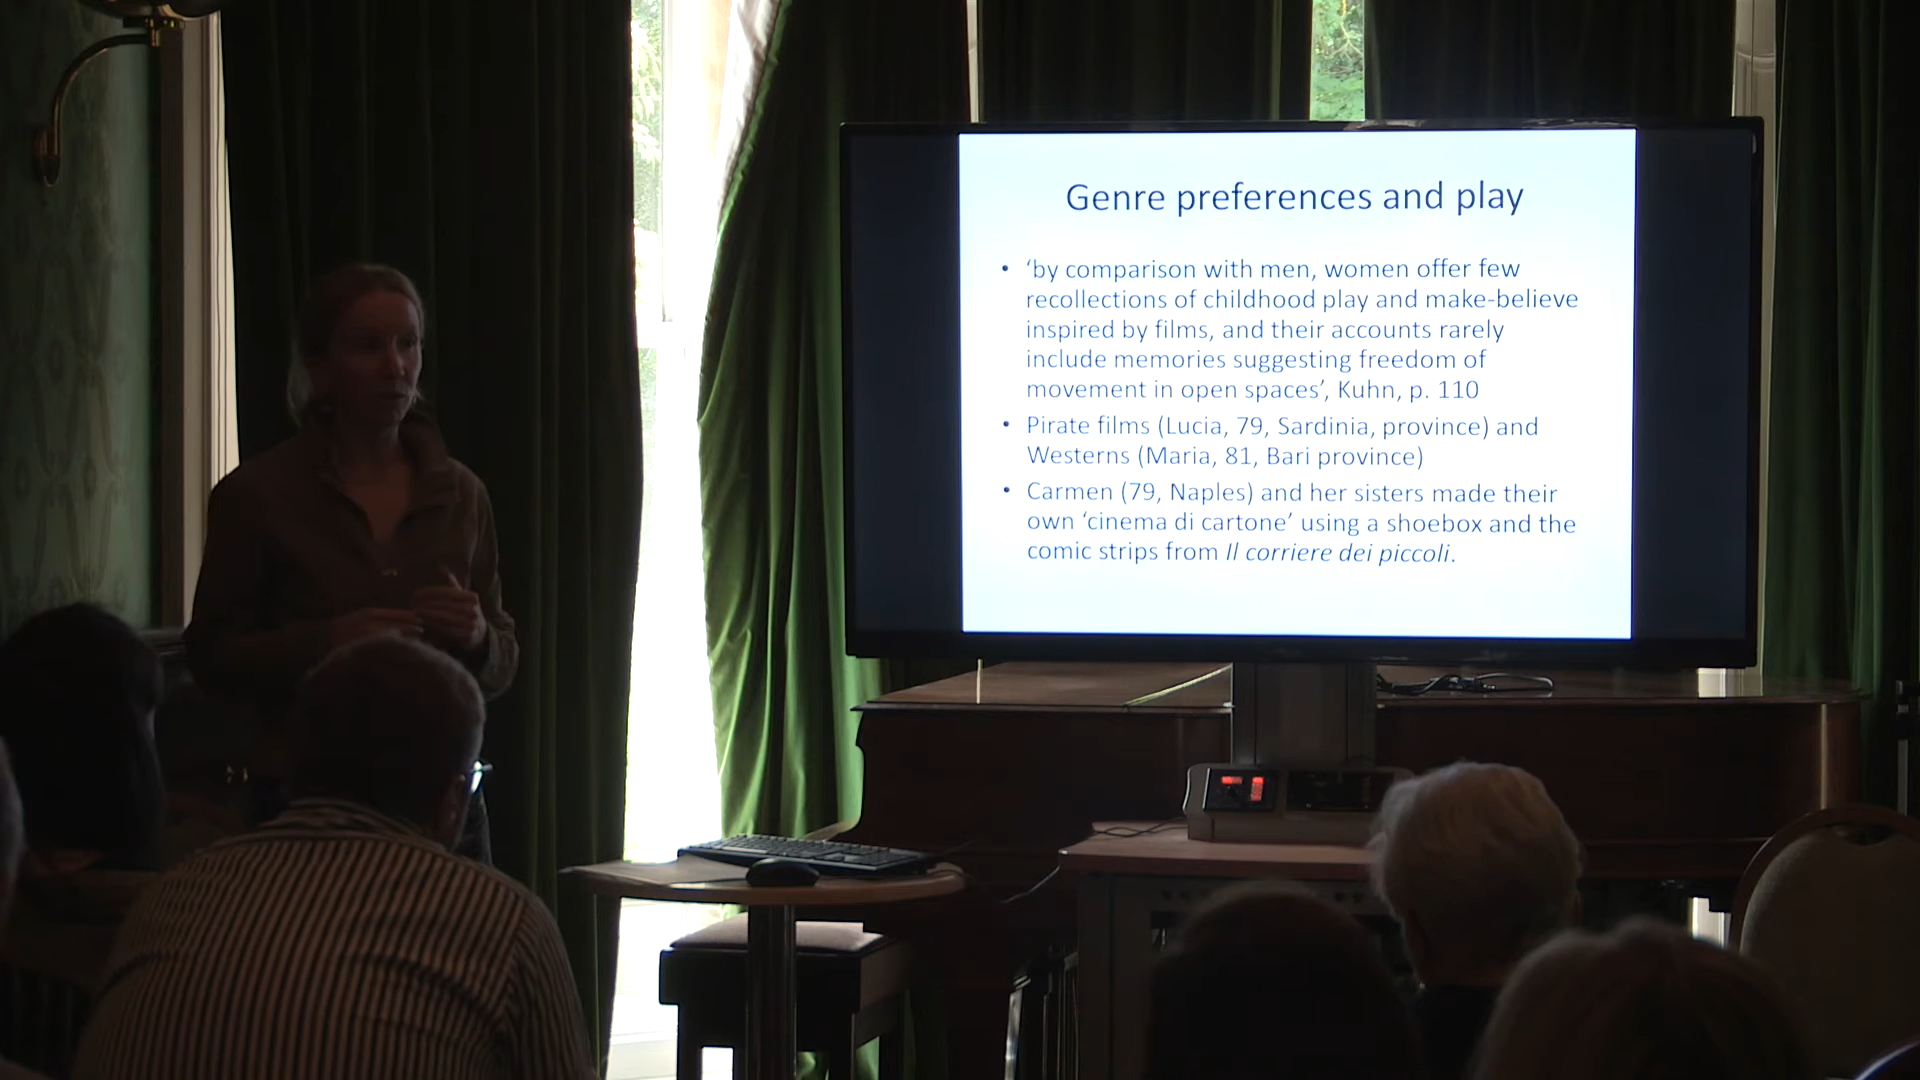 Genre preferences and play
• ‘by comparison with men, women offer few
recollections of childhood play and make-believe
inspired by films, and their accounts rarely
include memories suggesting freedom of
movement in open spaces’, Kuhn, p. 110
• Pirate films (Lucia, 79, Sardinia, province) and
Westerns (Maria, 81, Bari province)
• Carmen (79, Naples) and her sisters made their
own ‘cinema di cartone’ using a shoebox and the
comic strips from Il corriere dei piccoli.